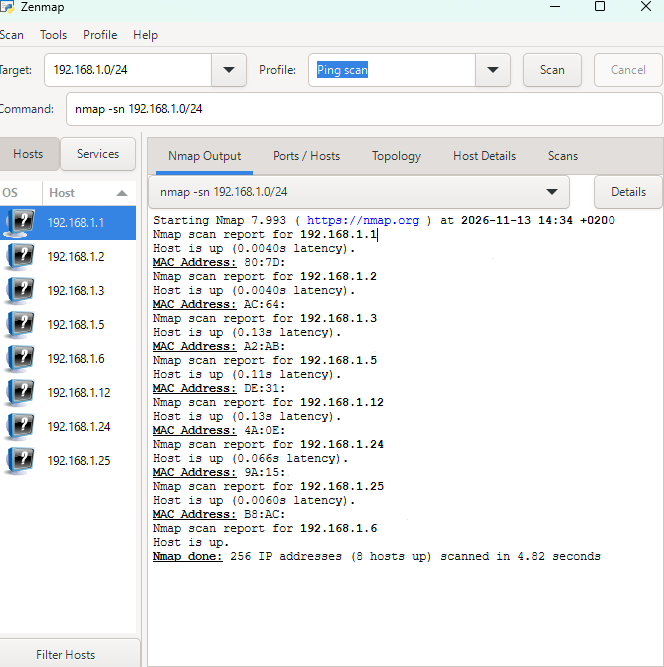 Zenmap
Scan Tools Profile Help
Target: 192.168.1.0/24 Profile: Ping scan Scan Cancel
Command: nmap -sn 192.168.1.0/24
Hosts Services
OS Host
192.168.1.1
192.168.1.2
192.168.1.3
192.168.1.5
192.168.1.6
192.168.1.12
192.168.1.24
192.168.1.25
Filter Hosts
Nmap Output Ports / Hosts Topology Host Details Scans
nmap -sn 192.168.1.0/24 Details
Starting Nmap 7.993 ( https://nmap.org ) at 2026-11-13 14:34 +0200
Nmap scan report for 192.168.1.1
Host is up (0.0040s latency).
MAC Address: 80:7D:
Nmap scan report for 192.168.1.2
Host is up (0.0040s latency).
MAC Address: AC:64:
Nmap scan report for 192.168.1.3
Host is up (0.13s latency).
MAC Address: A2:AB:
Nmap scan report for 192.168.1.5
Host is up (0.11s latency).
MAC Address: DE:31:
Nmap scan report for 192.168.1.12
Host is up (0.13s latency).
MAC Address: 4A:0E:
Nmap scan report for 192.168.1.24
Host is up (0.066s latency).
MAC Address: 9A:15:
Nmap scan report for 192.168.1.25
Host is up (0.0060s latency).
MAC Address: B8:AC:
Nmap scan report for 192.168.1.6
Host is up.
Nmap done: 256 IP addresses (8 hosts up) scanned in 4.82 seconds